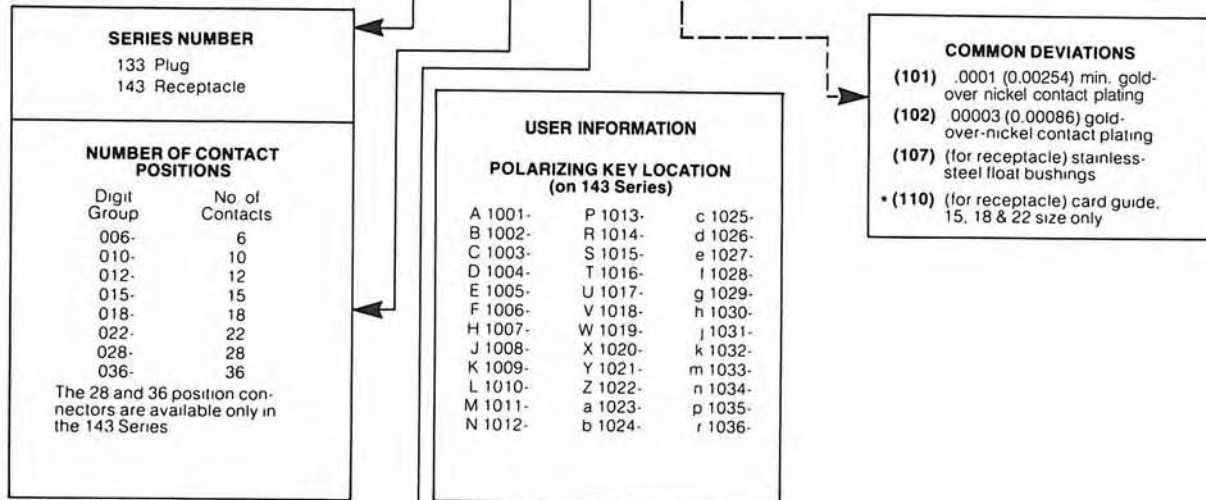 SERIES NUMBER
133 Plug
143 Receptacle
NUMBER OF CONTACT
POSITIONS
Digit Group No. of Contacts
006- 6
010- 10
012- 12
015- 15
018- 18
022- 22
028- 28
036- 36
The 28 and 36 position con-
nectors are available only in
the 143 Series
USER INFORMATION
POLARIZING KEY LOCATION
(on 143 Series)
A 1001- P 1013- c 1025-
B 1002- R 1014- d 1026-
C 1003- S 1015- e 1027-
D 1004- T 1016- f 1028-
E 1005- U 1017- g 1029-
F 1006- V 1018- h 1030-
H 1007- W 1019- j 1031-
J 1008- X 1020- k 1032-
K 1009- Y 1021- m 1033-
L 1010- Z 1022- n 1034-
M 1011- a 1023- p 1035-
N 1012- b 1024- r 1036-
COMMON DEVIATIONS
(101) .0001 (0.00254) min. gold-
over nickel contact plating
(102) .00003 (0.00086) gold-
over-nickel contact plating
(107) (for receptacle) stainless-
steel float bushings
* (110) (for receptacle) card guide,
15, 18 & 22 size only